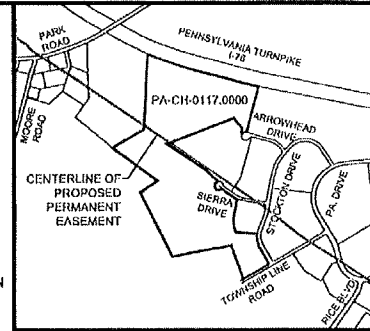 PARK
ROAD
PENNSYLVANIA TURNPIKE
I-76
PA-CH-0117.0000
MOORE
ROAD
ARROWHEAD
DRIVE
CENTERLINE OF
PROPOSED
PERMANENT
EASEMENT
SIERRA
DRIVE
STOCKTON DRIVE
PA. DRIVE
TOWNSHIP LINE
ROAD
RICE BLVD.
N